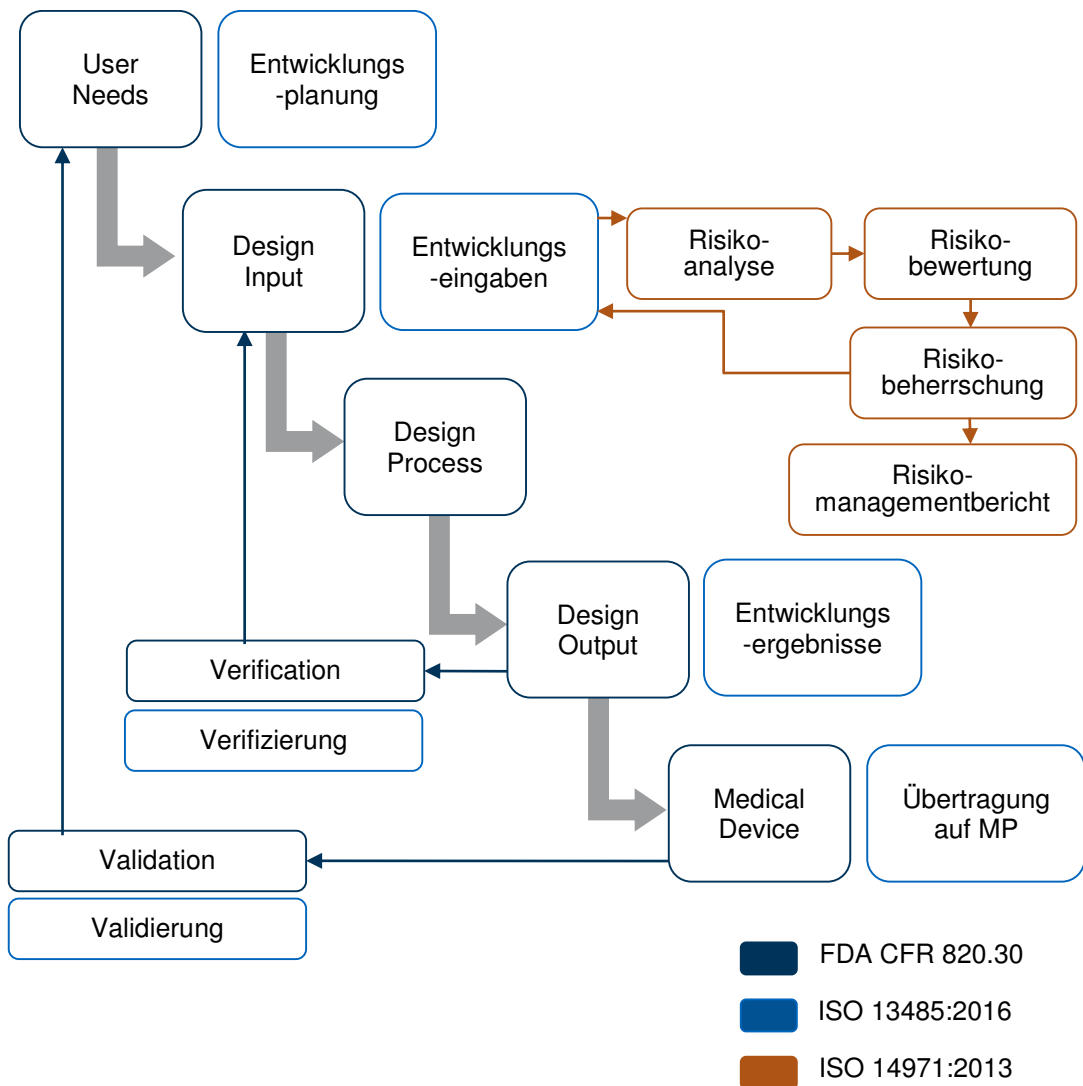 User
Needs
Entwicklungs
-planung
Design
Input
Entwicklungs
-eingaben
Risiko-
analyse
Risiko-
bewertung
Risiko-
beherrschung
Risiko-
managementbericht
Design
Process
Design
Output
Entwicklungs
-ergebnisse
Verification
Verifizierung
Medical
Device
Übertragung
auf MP
Validation
Validierung
FDA CFR 820.30
ISO 13485:2016
ISO 14971:2013